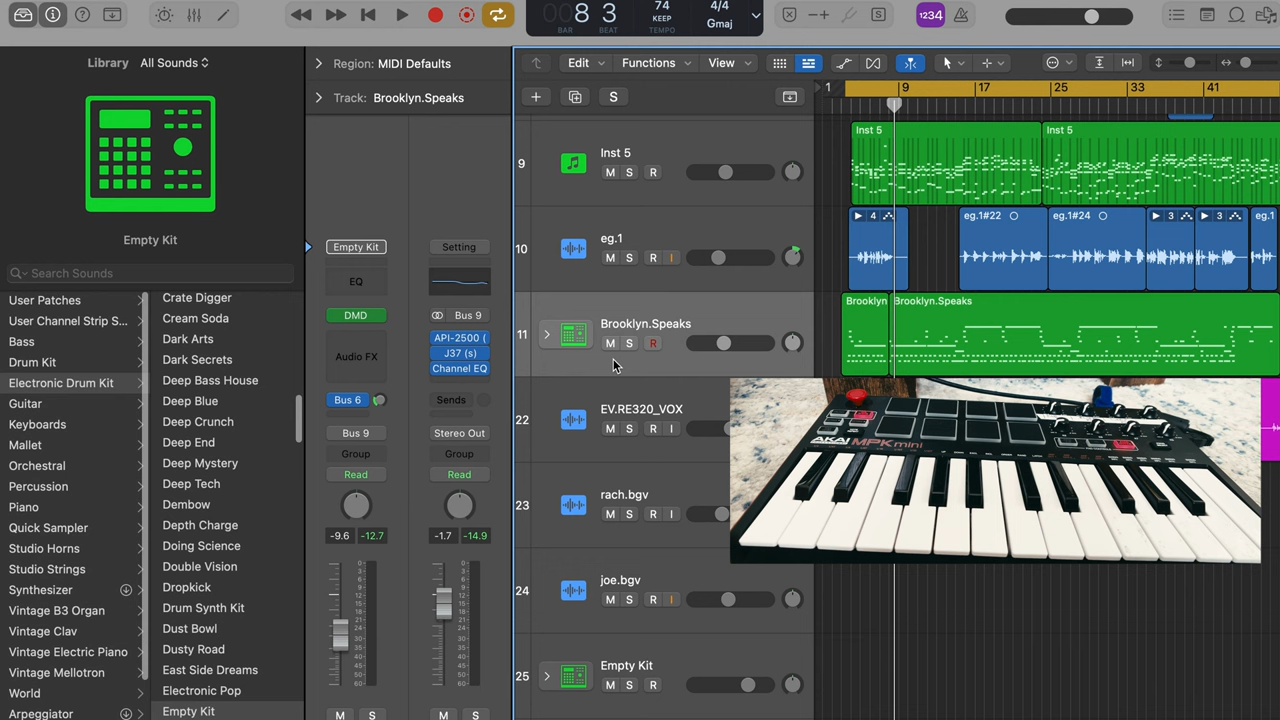 8 3
BAR BEAT
74
KEEP
TEMPO
4/4
Gmaj
S
1234
Library All Sounds
Empty Kit
Search Sounds
User Patches
User Channel Strip S...
Bass
Drum Kit
Electronic Drum Kit
Guitar
Keyboards
Mallet
Orchestral
Percussion
Piano
Quick Sampler
Studio Horns
Studio Strings
Synthesizer
Vintage B3 Organ
Vintage Clav
Vintage Electric Piano
Vintage Mellotron
World
Arpeggiator
Crate Digger
Cream Soda
Dark Arts
Dark Secrets
Deep Bass House
Deep Blue
Deep Crunch
Deep End
Deep Mystery
Deep Tech
Dembow
Depth Charge
Doing Science
Double Vision
Dropkick
Drum Synth Kit
Dust Bowl
Dusty Road
East Side Dreams
Electronic Pop
Empty Kit
Region: MIDI Defaults
Track: Brooklyn.Speaks
Empty Kit
EQ
DMD
Audio FX
Bus 6
Bus 9
Group
Read
-9.6 -12.7
M S
Setting
Bus 9
API-2500 (
J37 (s)
Channel EQ
Sends
Stereo Out
Group
Read
-1.7 -14.9
M S
Edit Functions View
S
1 9 17 25 33 41
9 Inst 5
M S R
10 eg.1
M S R I
11 Brooklyn.Speaks
M S R
22 EV.RE320_VOX
M S R I
23 rach.bgv
M S R I
24 joe.bgv
M S R I
25 Empty Kit
M S R
Inst 5 Inst 5
4 eg.1#22 eg.1#24 3 3 eg.1
Brooklyn Brooklyn.Speaks
AKAI MPK mini